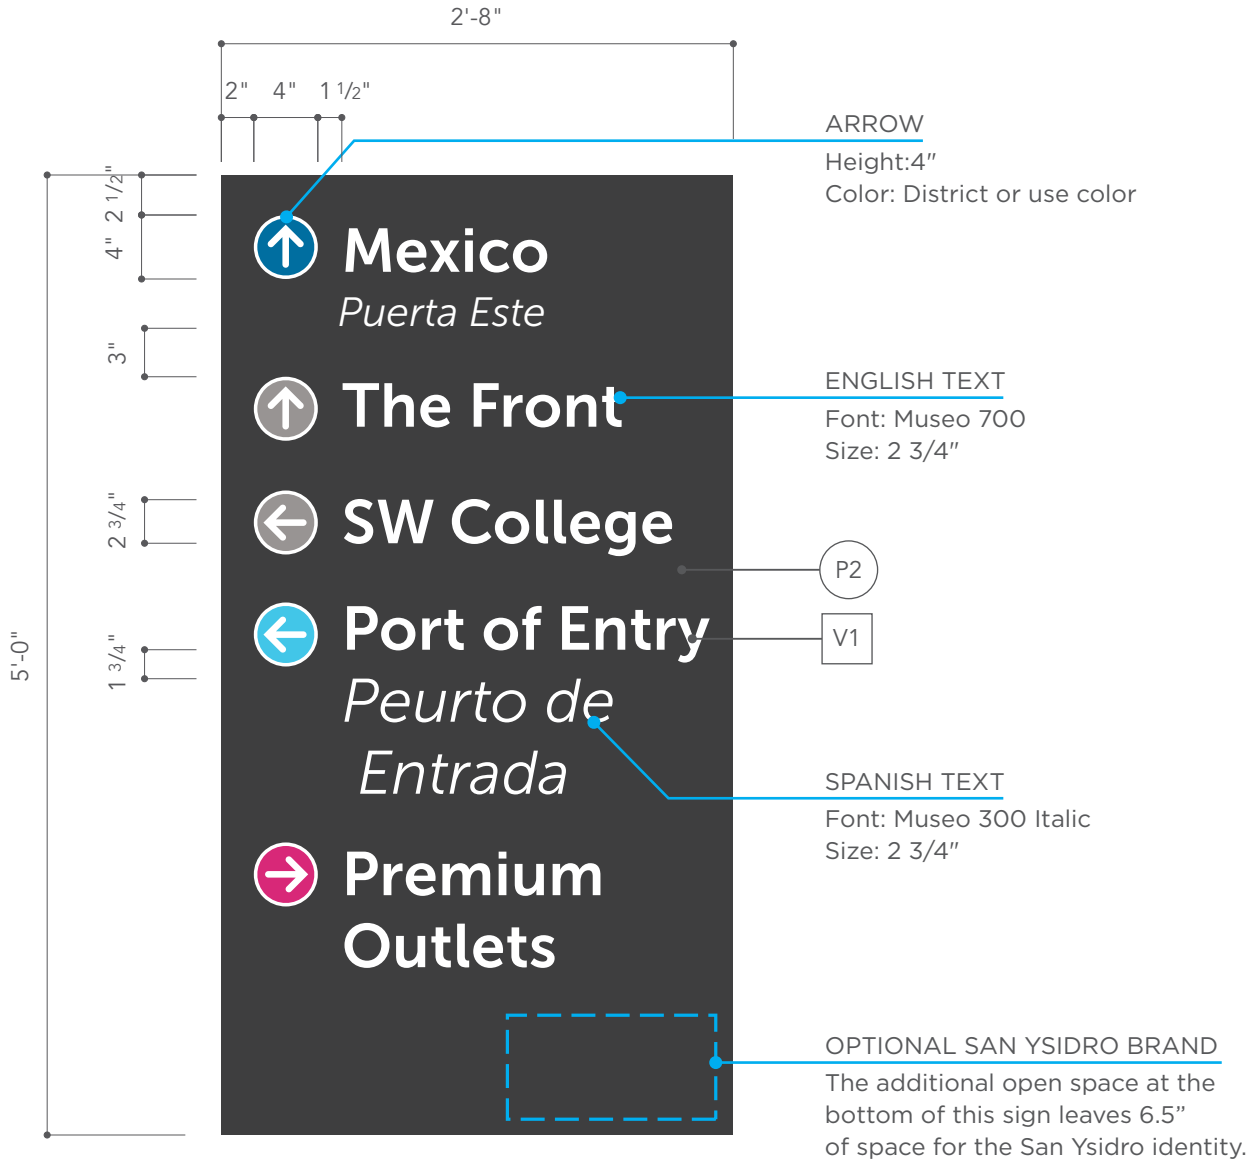 2'-8"
2" 4" 1 1/2"
ARROW
Height:4"
Color: District or use color
2 1/2"
4"
3"
2 3/4"
1 3/4"
5'-0"
Mexico
Puerta Este
The Front
SW College
Port of Entry
Peurto de
Entrada
Premium
Outlets
ENGLISH TEXT
Font: Museo 700
Size: 2 3/4"
P2
V1
SPANISH TEXT
Font: Museo 300 Italic
Size: 2 3/4"
OPTIONAL SAN YSIDRO BRAND
The additional open space at the
bottom of this sign leaves 6.5”
of space for the San Ysidro identity.